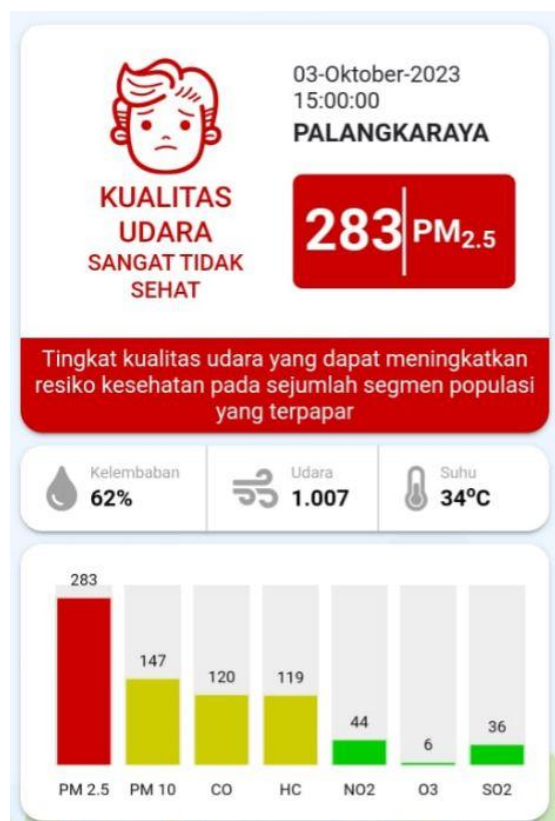 03-Oktober-2023
15:00:00
PALANGKARAYA
KUALITAS
UDARA
SANGAT TIDAK
SEHAT
283 PM2.5
Tingkat kualitas udara yang dapat meningkatkan
resiko kesehatan pada sejumlah segmen populasi
yang terpapar
Kelembaban
62%
Udara
1.007
Suhu
34°C
283
147
120
119
44
6
36
PM 2.5 PM 10 CO HC NO2 O3 SO2